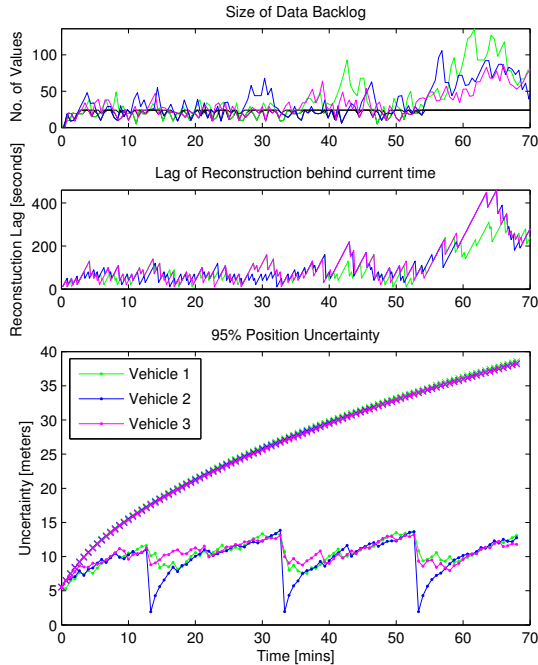 Size of Data Backlog
No. of Values
100
50
0
0 10 20 30 40 50 60 70
Lag of Reconstruction behind current time
Reconstuction Lag [seconds]
400
200
0
0 10 20 30 40 50 60 70
95% Position Uncertainty
Uncertainty [meters]
40
35
30
25
20
15
10
5
0
Vehicle 1
Vehicle 2
Vehicle 3
0 10 20 30 40 50 60 70
Time [mins]